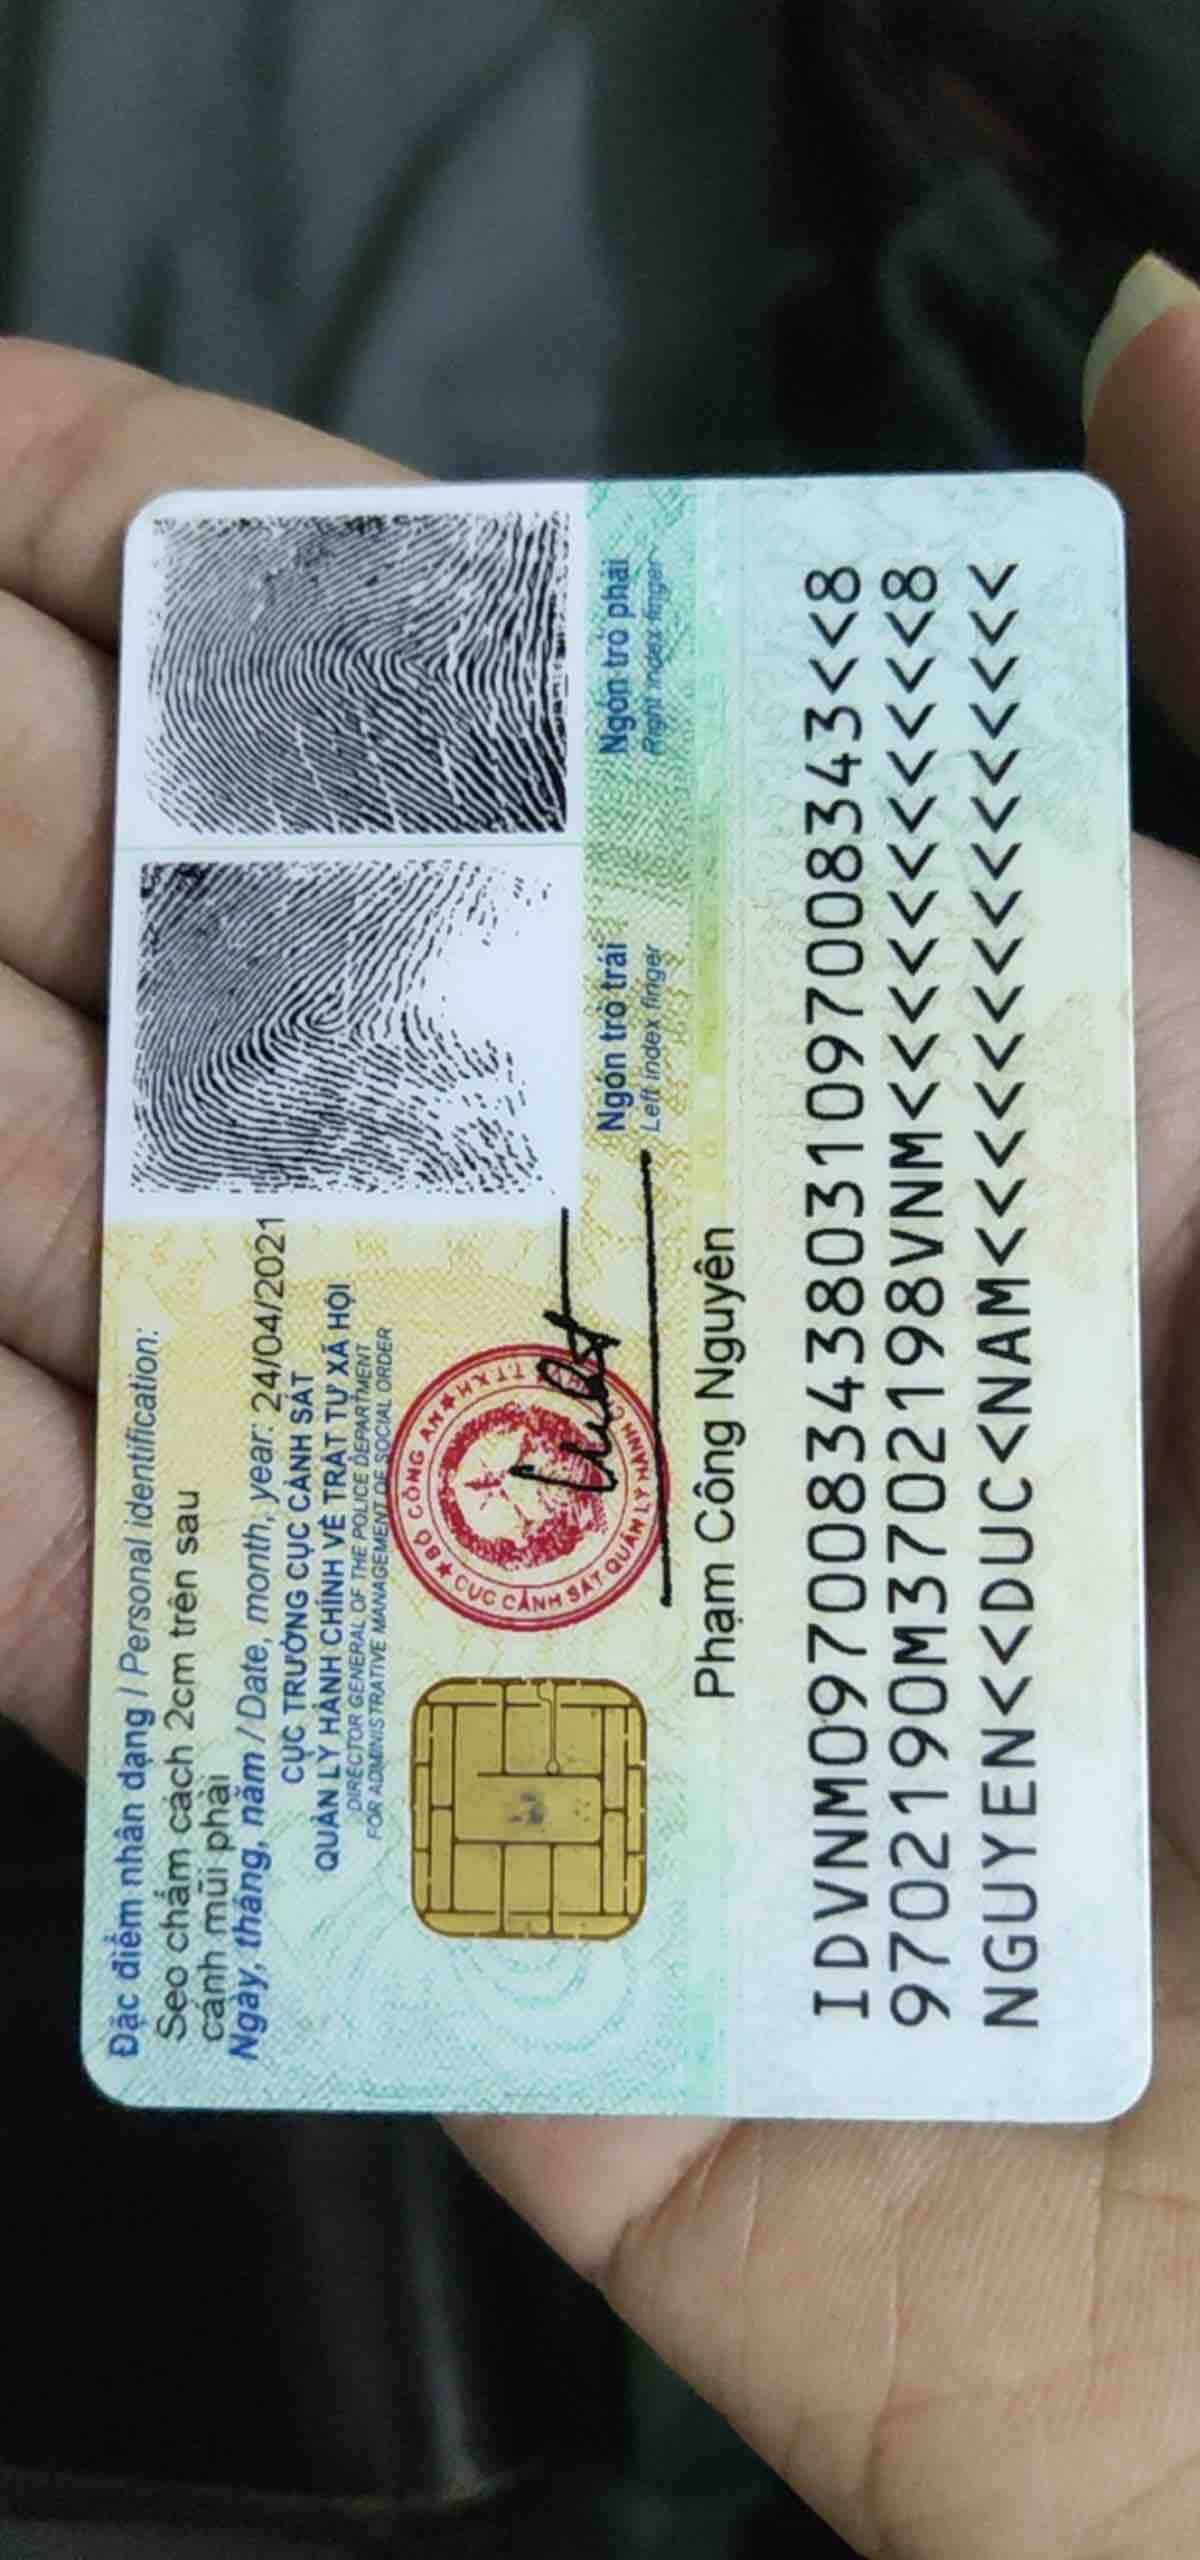 Đặc điểm nhân dạng / Personal identification:
Sẹo chấm cách 2cm trên sau
cánh mũi phải
Ngày, tháng, năm / Date, month, year: 24/04/2021
CỤC TRƯỞNG CỤC CẢNH SÁT
QUẢN LÝ HÀNH CHÍNH VỀ TRẬT TỰ XÃ HỘI
DIRECTOR GENERAL OF THE POLICE DEPARTMENT
FOR ADMINISTRATIVE MANAGEMENT OF SOCIAL ORDER
BỘ CÔNG AN
CỤC CẢNH SÁT QUẢN LÝ HÀNH
TTXH
Phạm Công Nguyên
Ngón trỏ trái
Left index finger
Ngón trỏ phải
Right index finger
IDVNM0970083438031097008343<<8
9702190M3702198VNM<<<<<<<<<<<8
NGUYEN<<DUC<NAM<<<<<<<<<<<<<<<